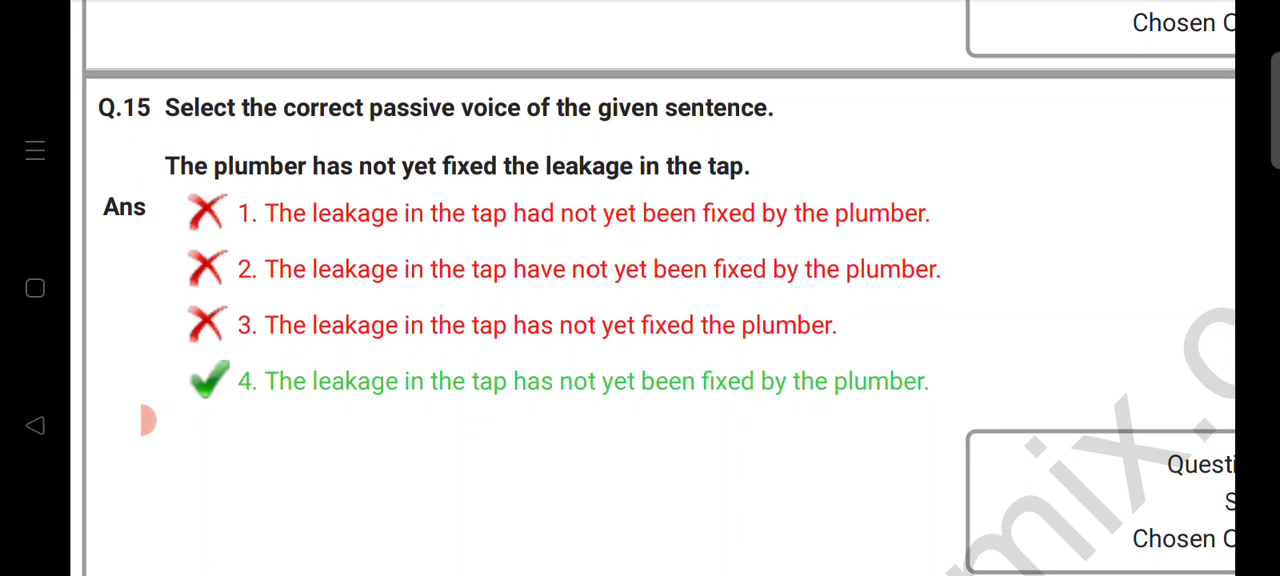 Chosen
Q.15 Select the correct passive voice of the given sentence.
The plumber has not yet fixed the leakage in the tap.
Ans
1. The leakage in the tap had not yet been fixed by the plumber.
2. The leakage in the tap have not yet been fixed by the plumber.
3. The leakage in the tap has not yet fixed the plumber.
4. The leakage in the tap has not yet been fixed by the plumber.
Chosen